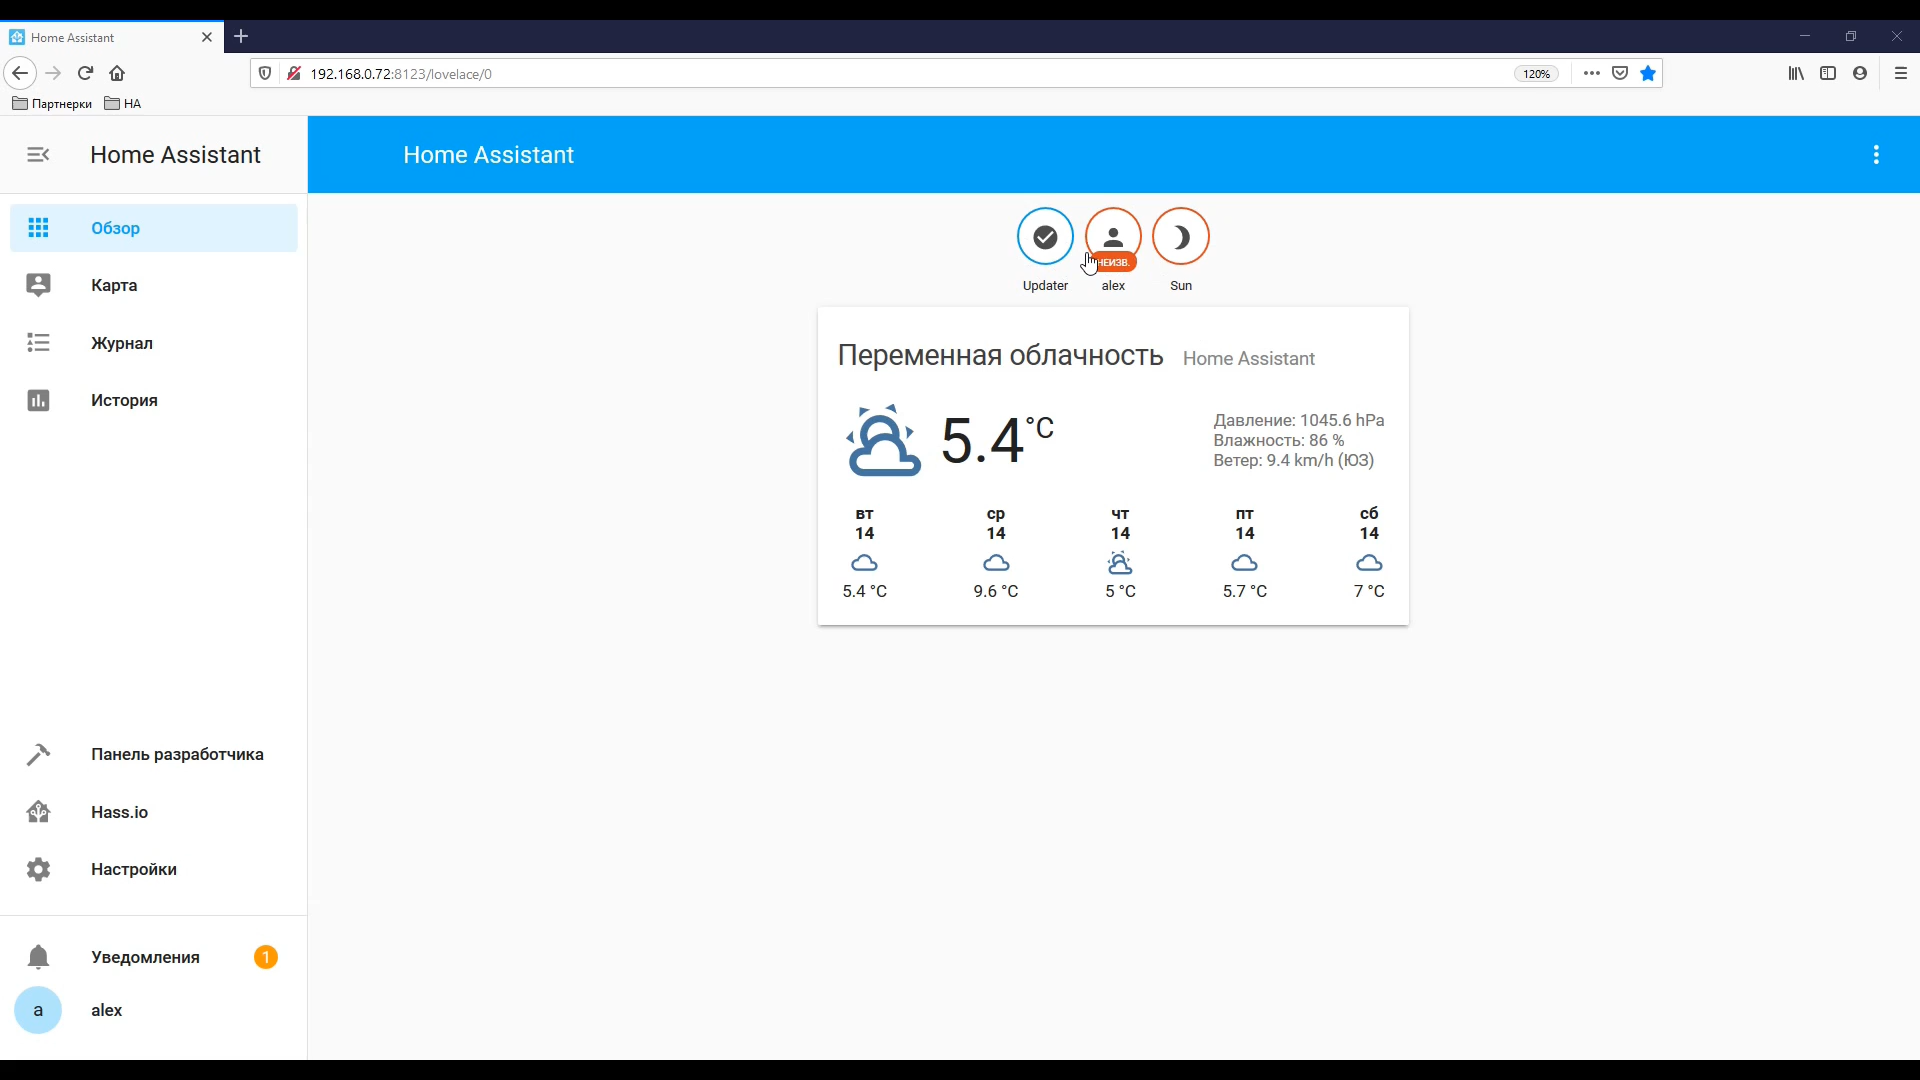 Home Assistant
192.168.0.72:8123/lovelace/0
120%
Партнерки
HA
Home Assistant
Home Assistant
Обзор
Карта
Журнал
История
Панель разработчика
Hass.io
Настройки
Уведомления
1
a
alex
НЕИЗВ.
Updater
alex
Sun
Переменная облачность Home Assistant
5.4 °C
Давление: 1045.6 hPa
Влажность: 86 %
Ветер: 9.4 km/h (ЮЗ)
вт ср чт пт сб
14 14 14 14 14
5.4 °C 9.6 °C 5 °C 5.7 °C 7 °C